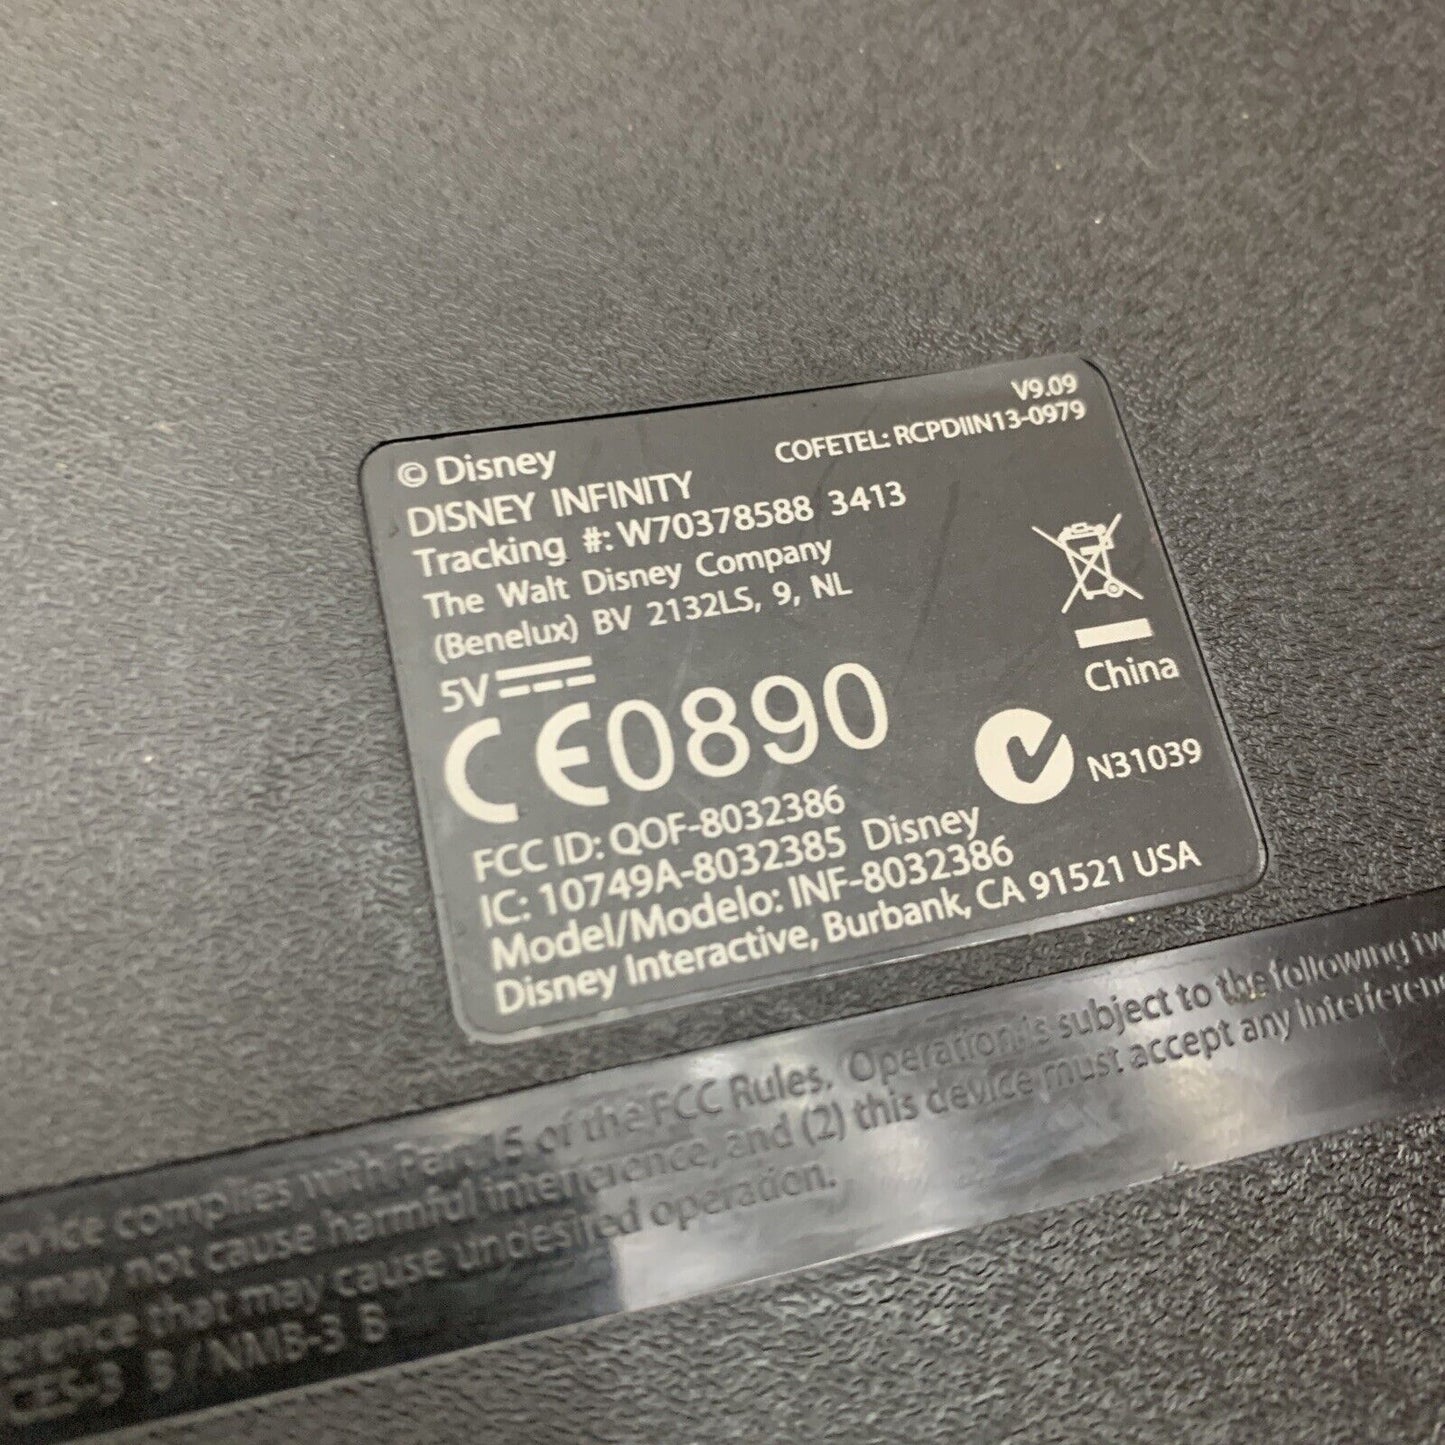 V9.09
© Disney COFETEL: RCPDIIN13-0979
DISNEY INFINITY
Tracking #: W70378588 3413
The Walt Disney Company
(Benelux) BV 2132LS, 9, NL
5V
China
CE0890
N31039
FCC ID: QOF-8032386
IC: 10749A-8032385 Disney
Model/Modelo: INF-8032386
Disney Interactive, Burbank, CA 91521 USA
complies with Part 15 of the FCC Rules. Operation is subject to the following
may not cause harmful interference, and (2) this device must accept any
that may cause undesired operation.
CES-3 B/NMB-3 B